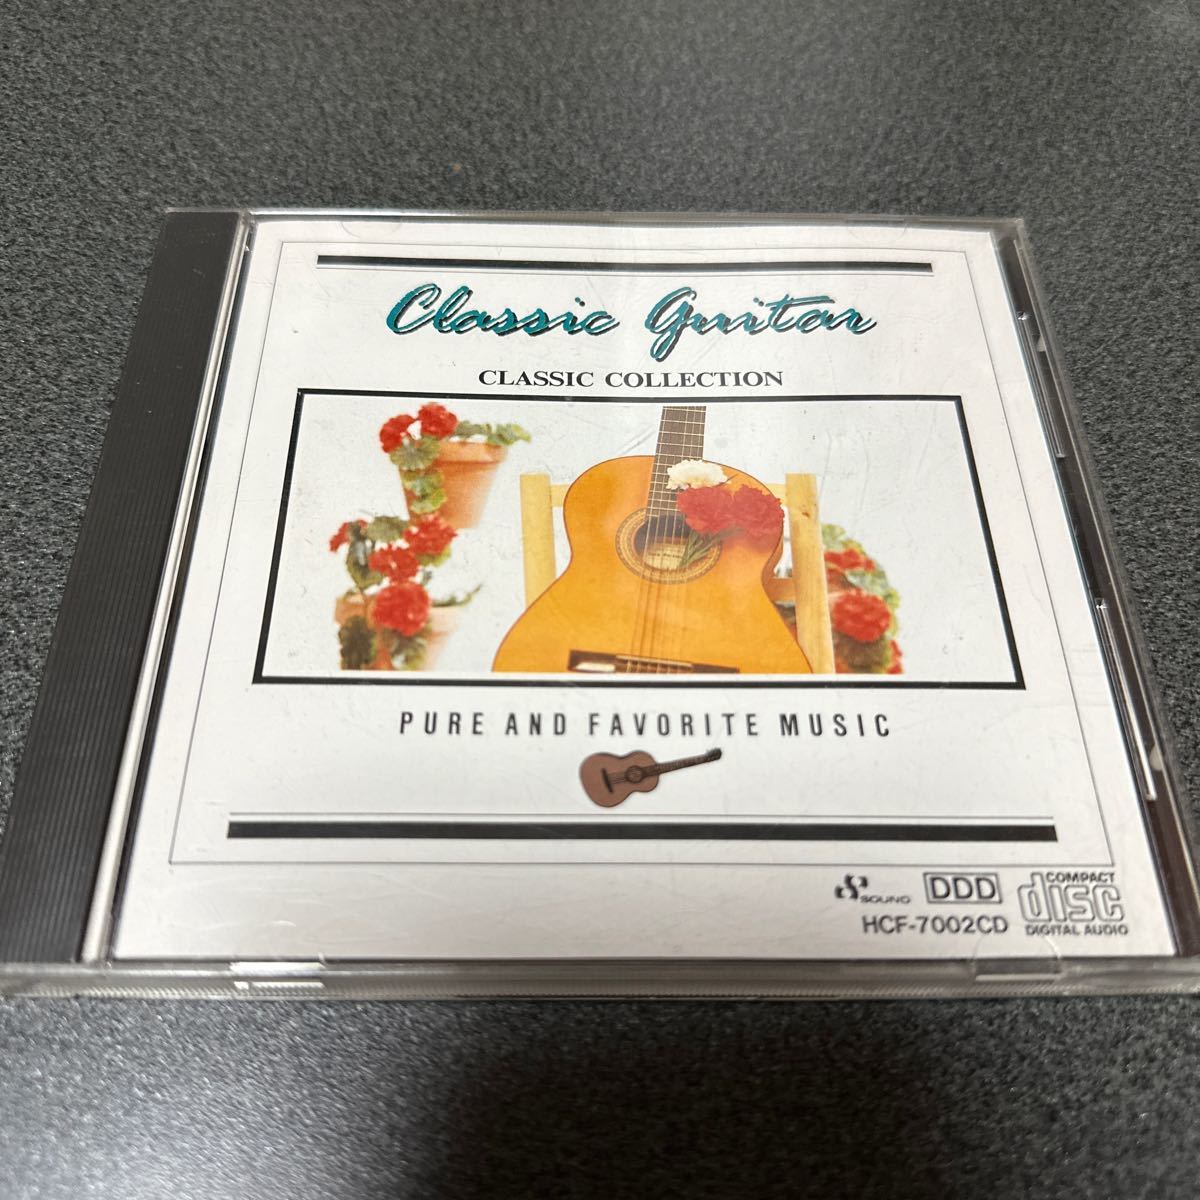 Classic Guitar
CLASSIC COLLECTION
PURE AND FAVORITE MUSIC
SOUND
DDD
HCF-7002CD
COMPACT
disc
DIGITAL AUDIO